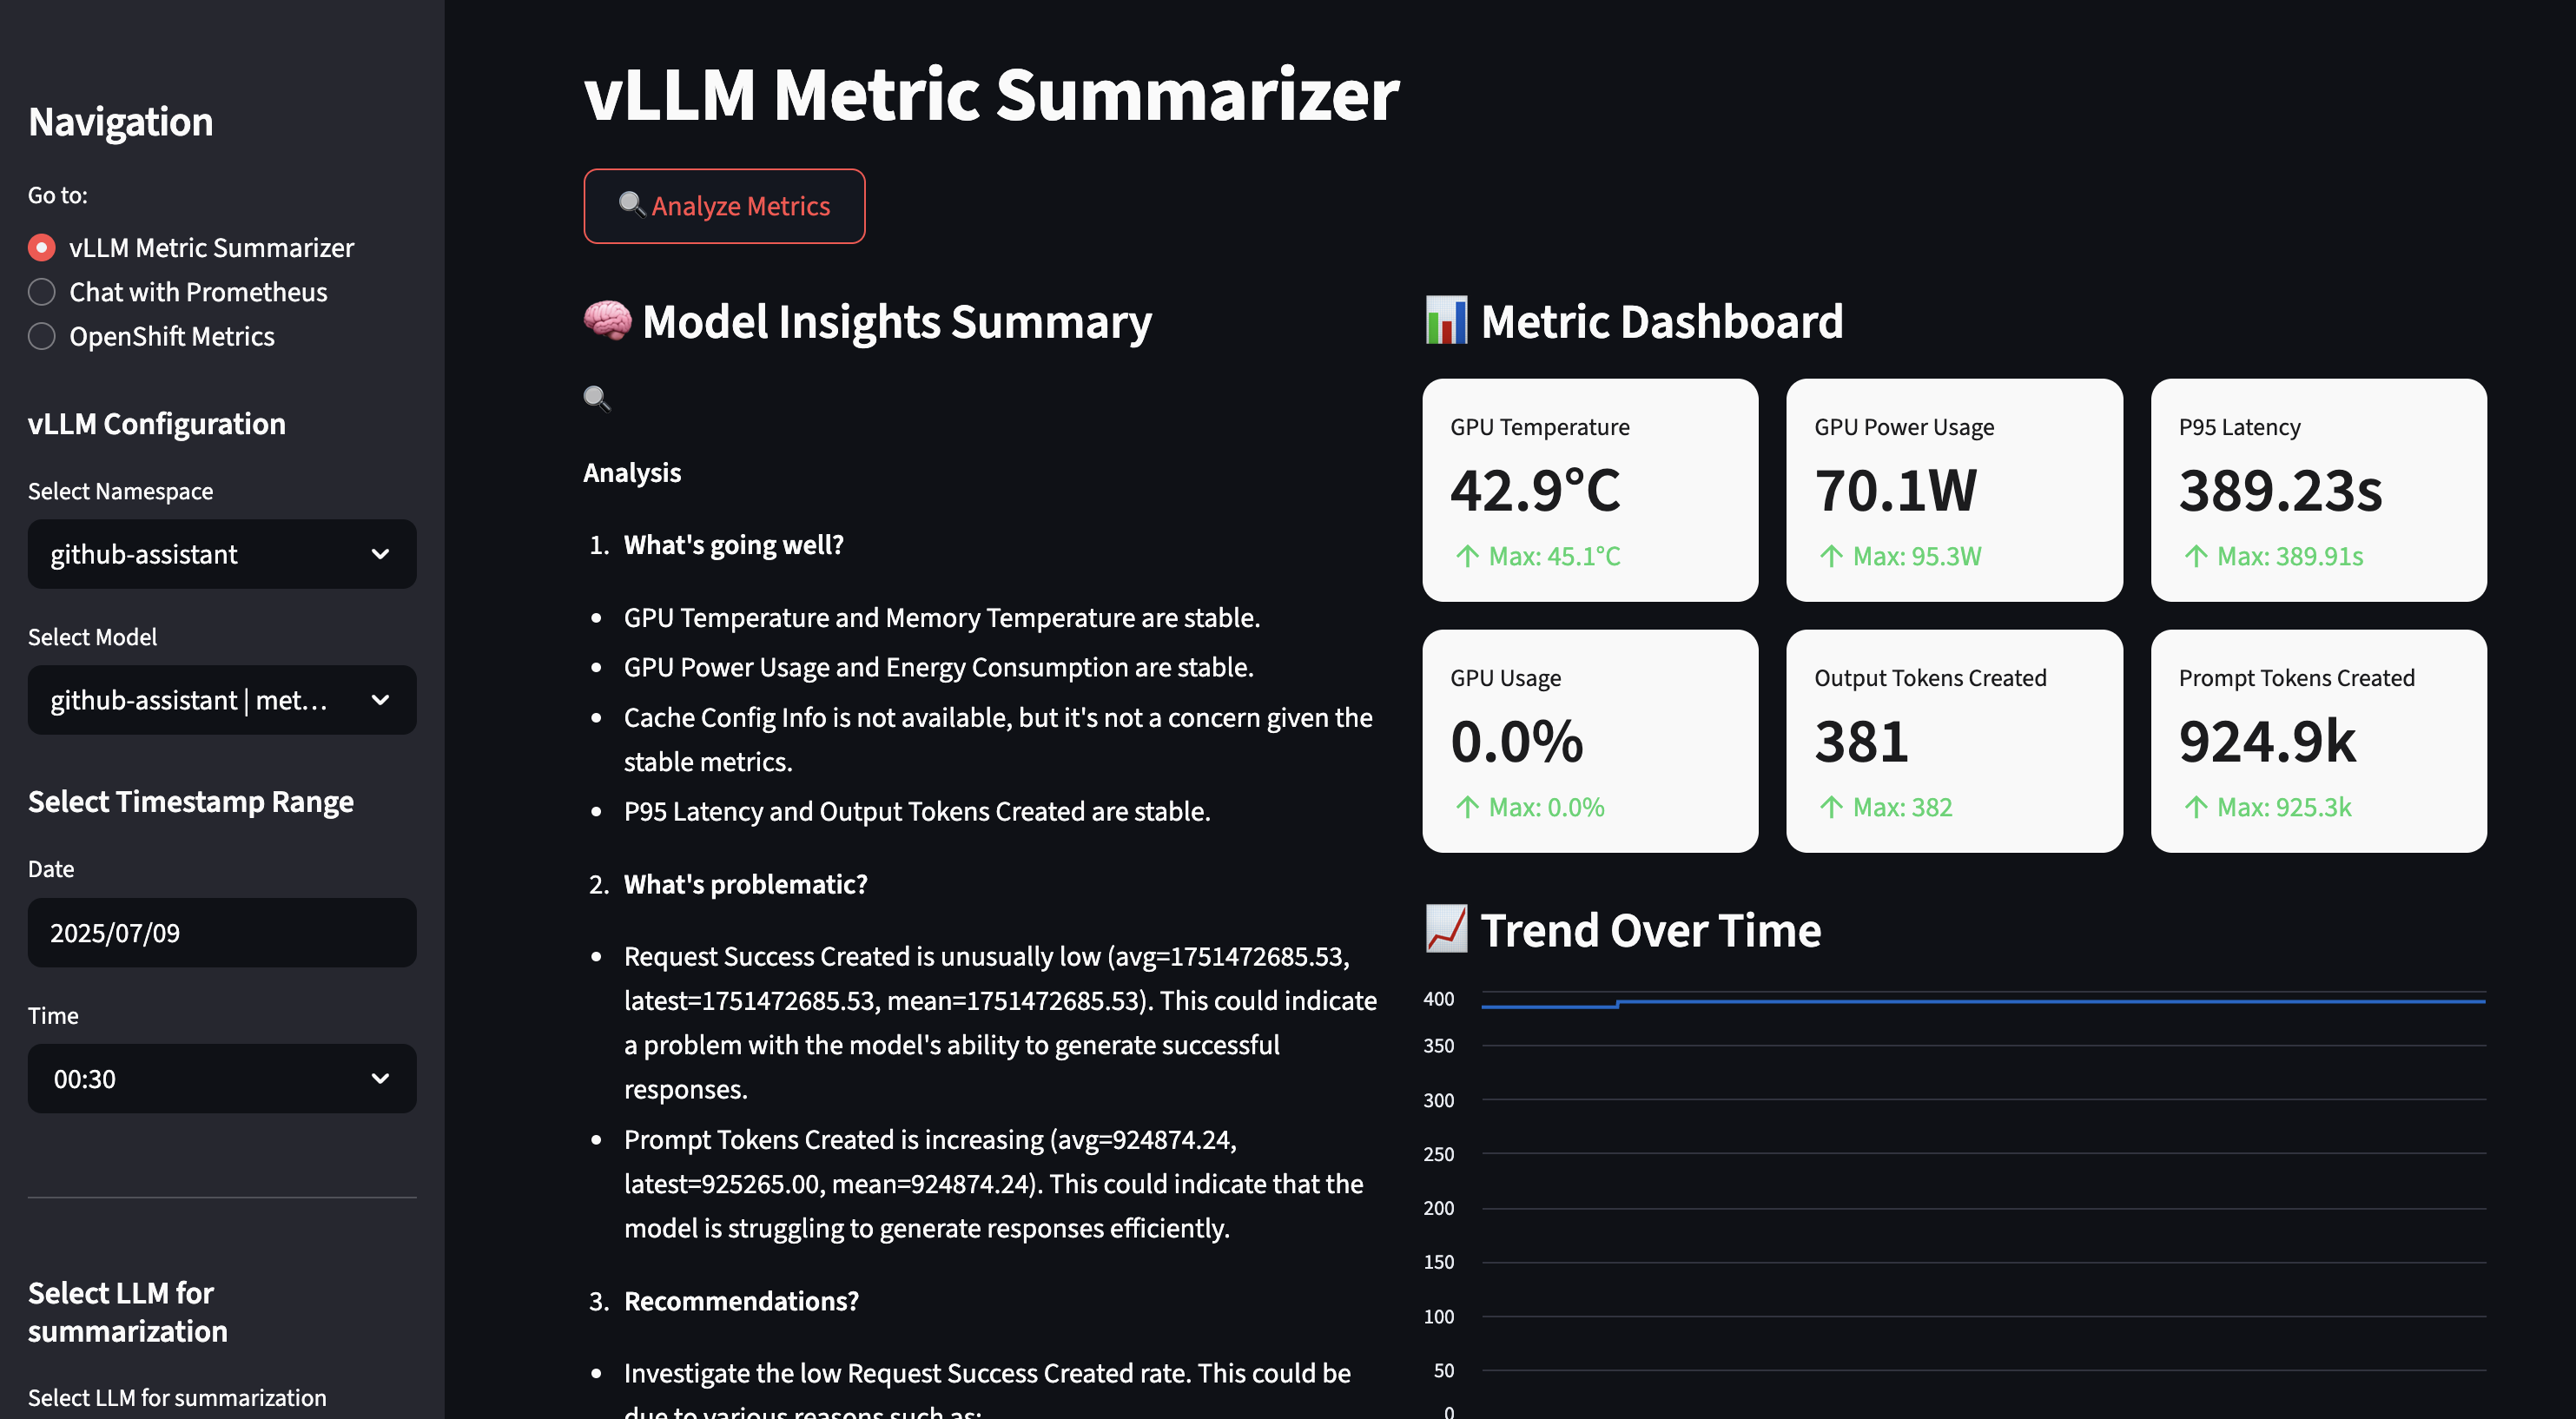 Navigation
Go to:
vLLM Metric Summarizer
Chat with Prometheus
OpenShift Metrics
vLLM Configuration
Select Namespace
github-assistant
Select Model
github-assistant | met...
Select Timestamp Range
Date
2025/07/09
Time
00:30
Select LLM for
summarization
Select LLM for summarization
vLLM Metric Summarizer
Analyze Metrics
Model Insights Summary
Analysis
1. What's going well?
• GPU Temperature and Memory Temperature are stable.
• GPU Power Usage and Energy Consumption are stable.
• Cache Config Info is not available, but it's not a concern given the
stable metrics.
• P95 Latency and Output Tokens Created are stable.
2. What's problematic?
• Request Success Created is unusually low (avg=1751472685.53,
latest=1751472685.53, mean=1751472685.53). This could indicate
a problem with the model's ability to generate successful
responses.
• Prompt Tokens Created is increasing (avg=924874.24,
latest=925265.00, mean=924874.24). This could indicate that the
model is struggling to generate responses efficiently.
3. Recommendations?
• Investigate the low Request Success Created rate. This could be
due to various reasons such as:
Metric Dashboard
GPU Temperature
42.9°C
↑ Max: 45.1°C
GPU Power Usage
70.1W
↑ Max: 95.3W
P95 Latency
389.23s
↑ Max: 389.91s
GPU Usage
0.0%
↑ Max: 0.0%
Output Tokens Created
381
↑ Max: 382
Prompt Tokens Created
924.9k
↑ Max: 925.3k
Trend Over Time
400
350
300
250
200
150
100
50
0